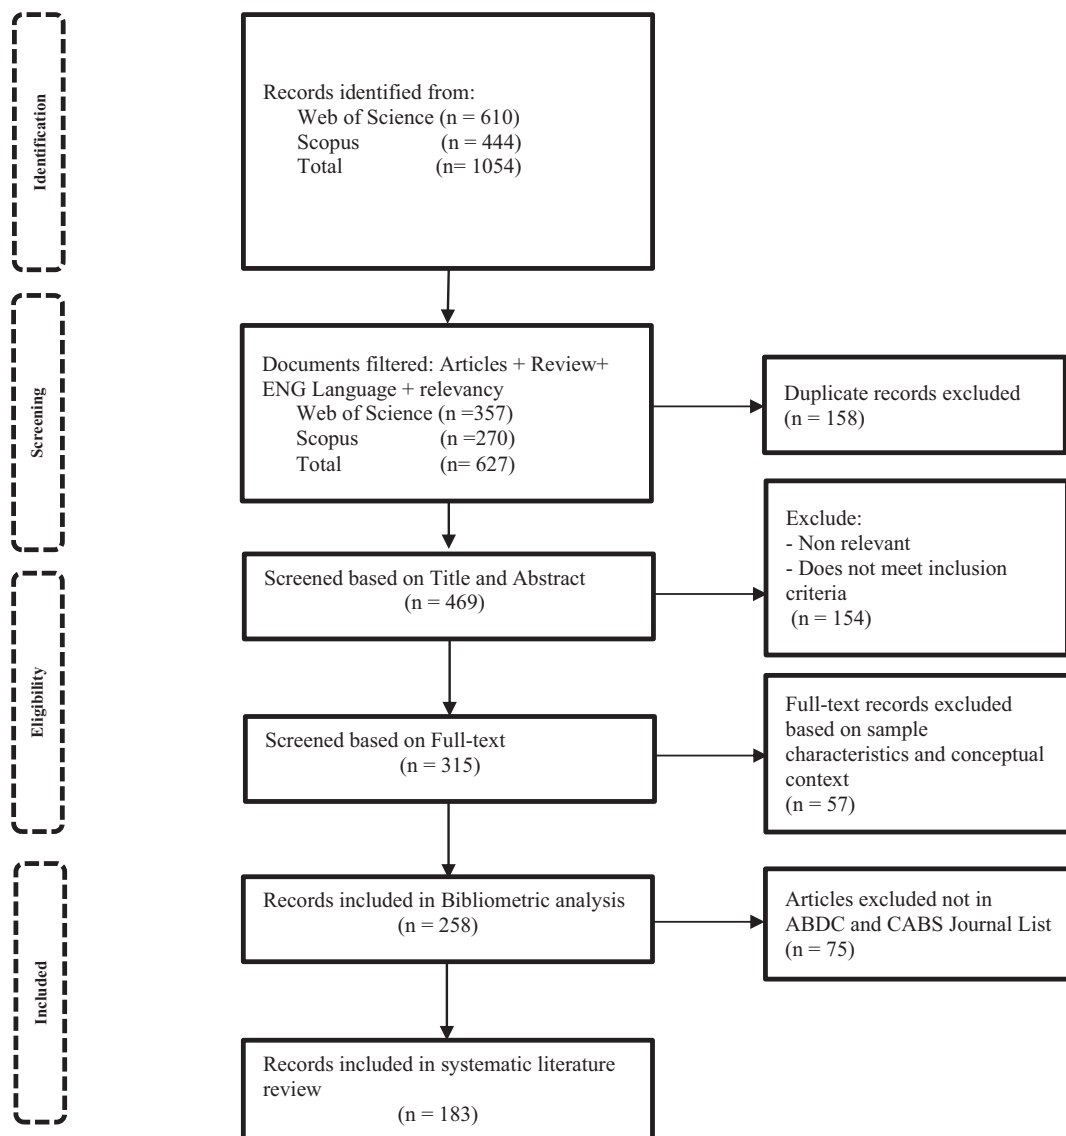 Identification
Records identified from:
Web of Science (n = 610)
Scopus (n = 444)
Total (n= 1054)
Screening
Documents filtered: Articles + Review+
ENG Language + relevancy
Web of Science (n =357)
Scopus (n =270)
Total (n= 627)
Duplicate records excluded
(n = 158)
Eligibility
Screened based on Title and Abstract
(n = 469)
Exclude:
- Non relevant
- Does not meet inclusion
criteria
(n = 154)
Screened based on Full-text
(n = 315)
Full-text records excluded
based on sample
characteristics and conceptual
context
(n = 57)
Included
Records included in Bibliometric analysis
(n = 258)
Articles excluded not in
ABDC and CABS Journal List
(n = 75)
Records included in systematic literature
review
(n = 183)